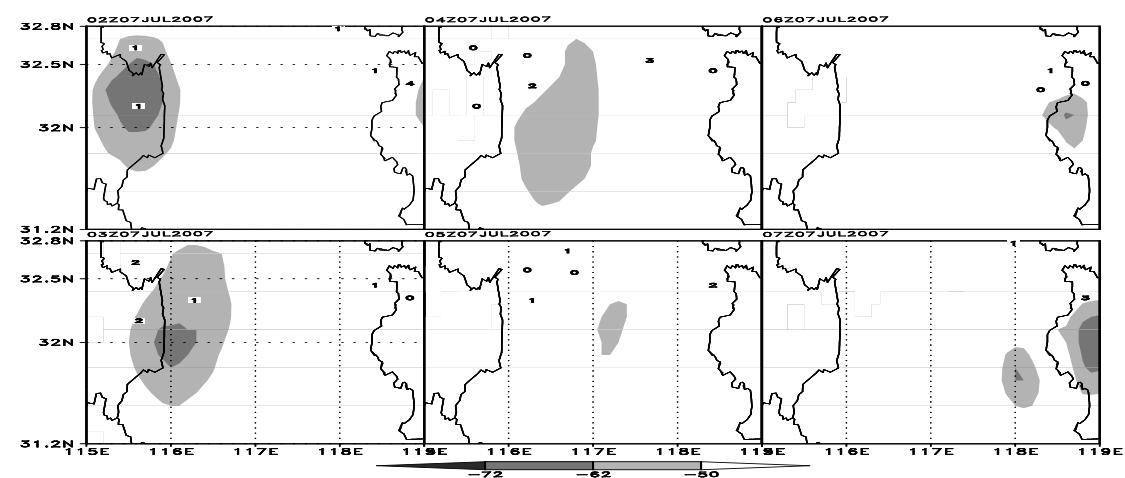 02Z07JUL2007 04Z07JUL2007 06Z07JUL2007
32.8N 1
1 0 0 3
32.5N 1 0 1
4 2 0 0
1 0
32N
31.2N
03Z07JUL2007 05Z07JUL2007 07Z07JUL2007
32.8N 1 1
2 0 0
32.5N 1 2
1 0 1 3
2
32N
31.2N
115E 116E 117E 118E 119E 116E 117E 118E 119E 116E 117E 118E 119E
-72 -62 -50